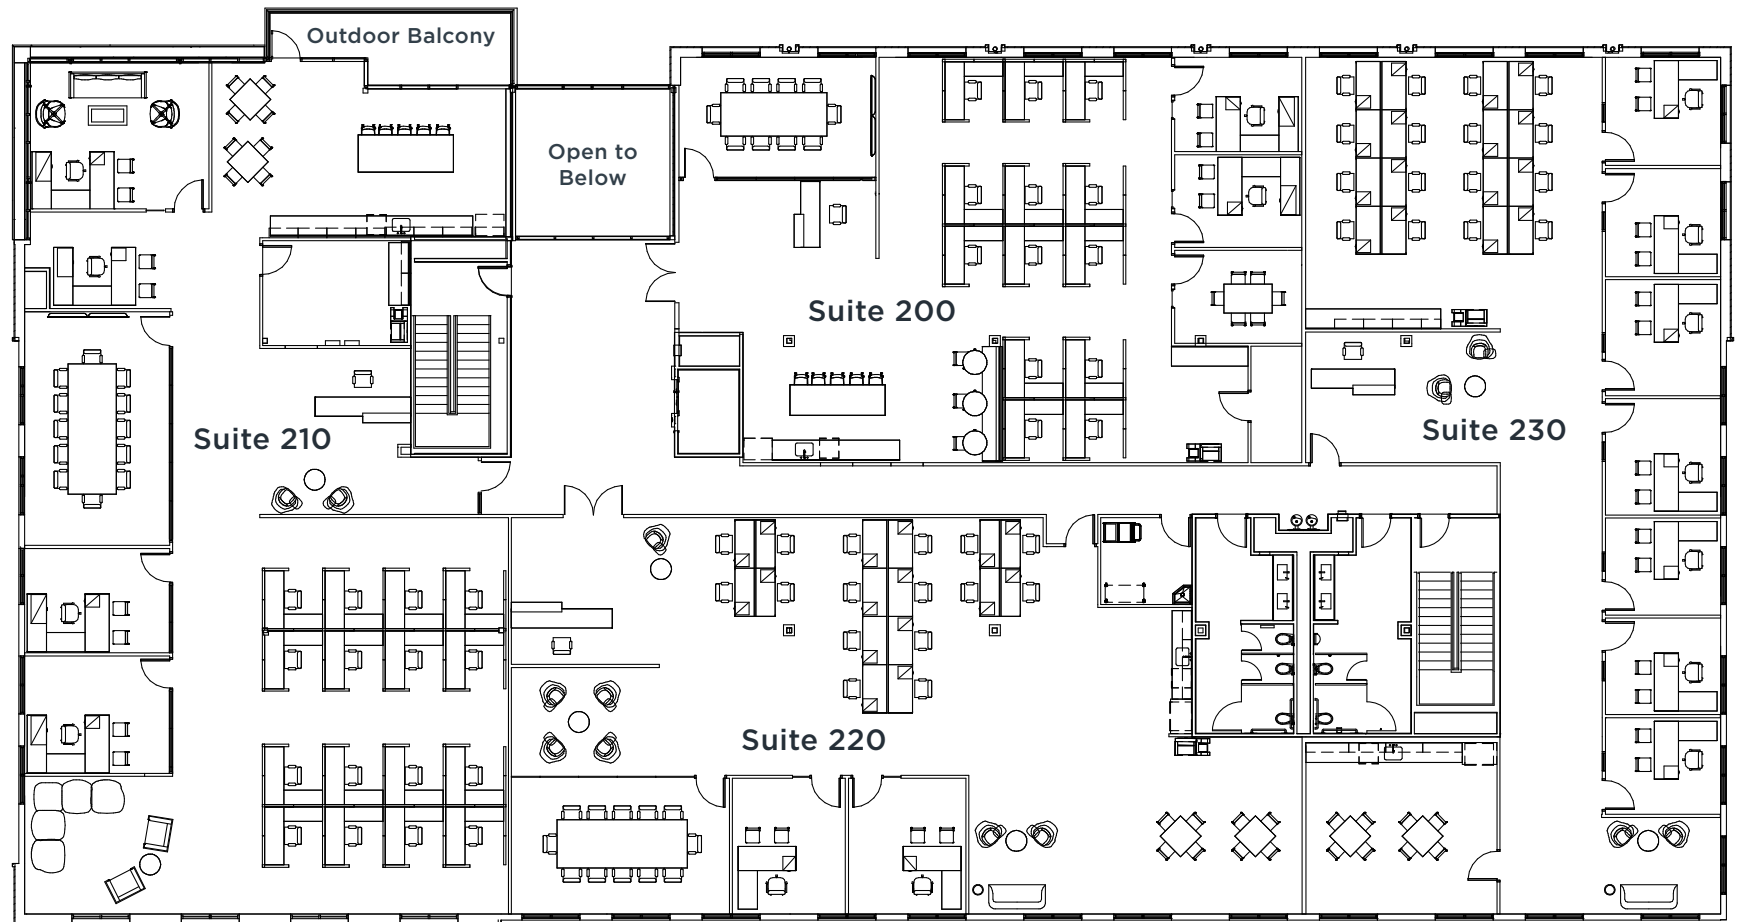 Outdoor Balcony
Open to
Below
Suite 200
Suite 210
Suite 230
Suite 220